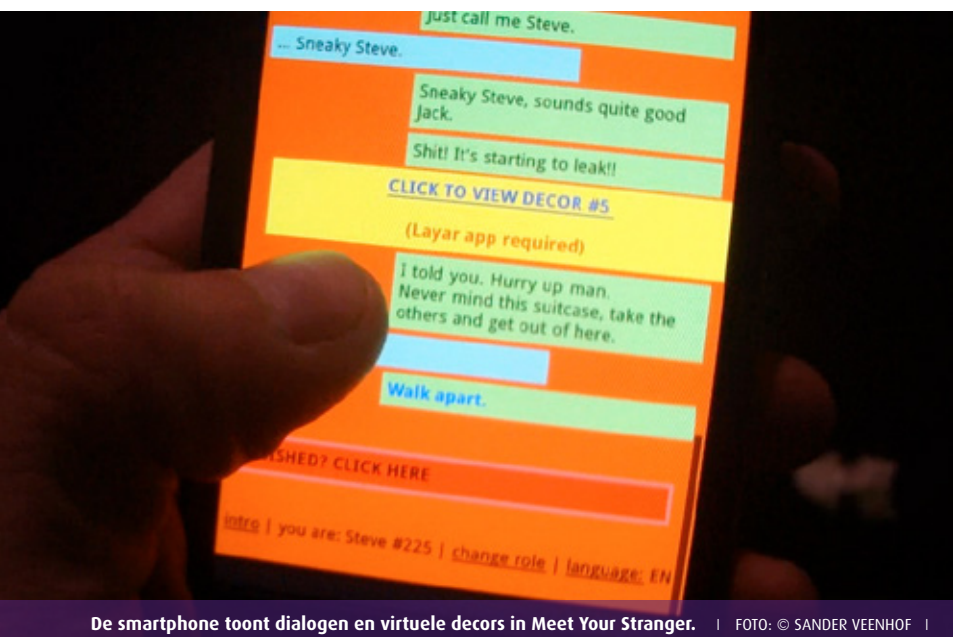 Just call me Steve.
... Sneaky Steve.
Sneaky Steve, sounds quite good
Jack.
Shit! It's starting to leak!!
CLICK TO VIEW DECOR #5
(Layar app required)
I told you. Hurry up man.
Never mind this suitcase, take the
others and get out of here.
Walk apart.
CLICK HERE
intro | you are: Steve #225 | change role | language: EN
De smartphone toont dialogen en virtuele decors in Meet Your Stranger. | FOTO: © SANDER VEENHOF |